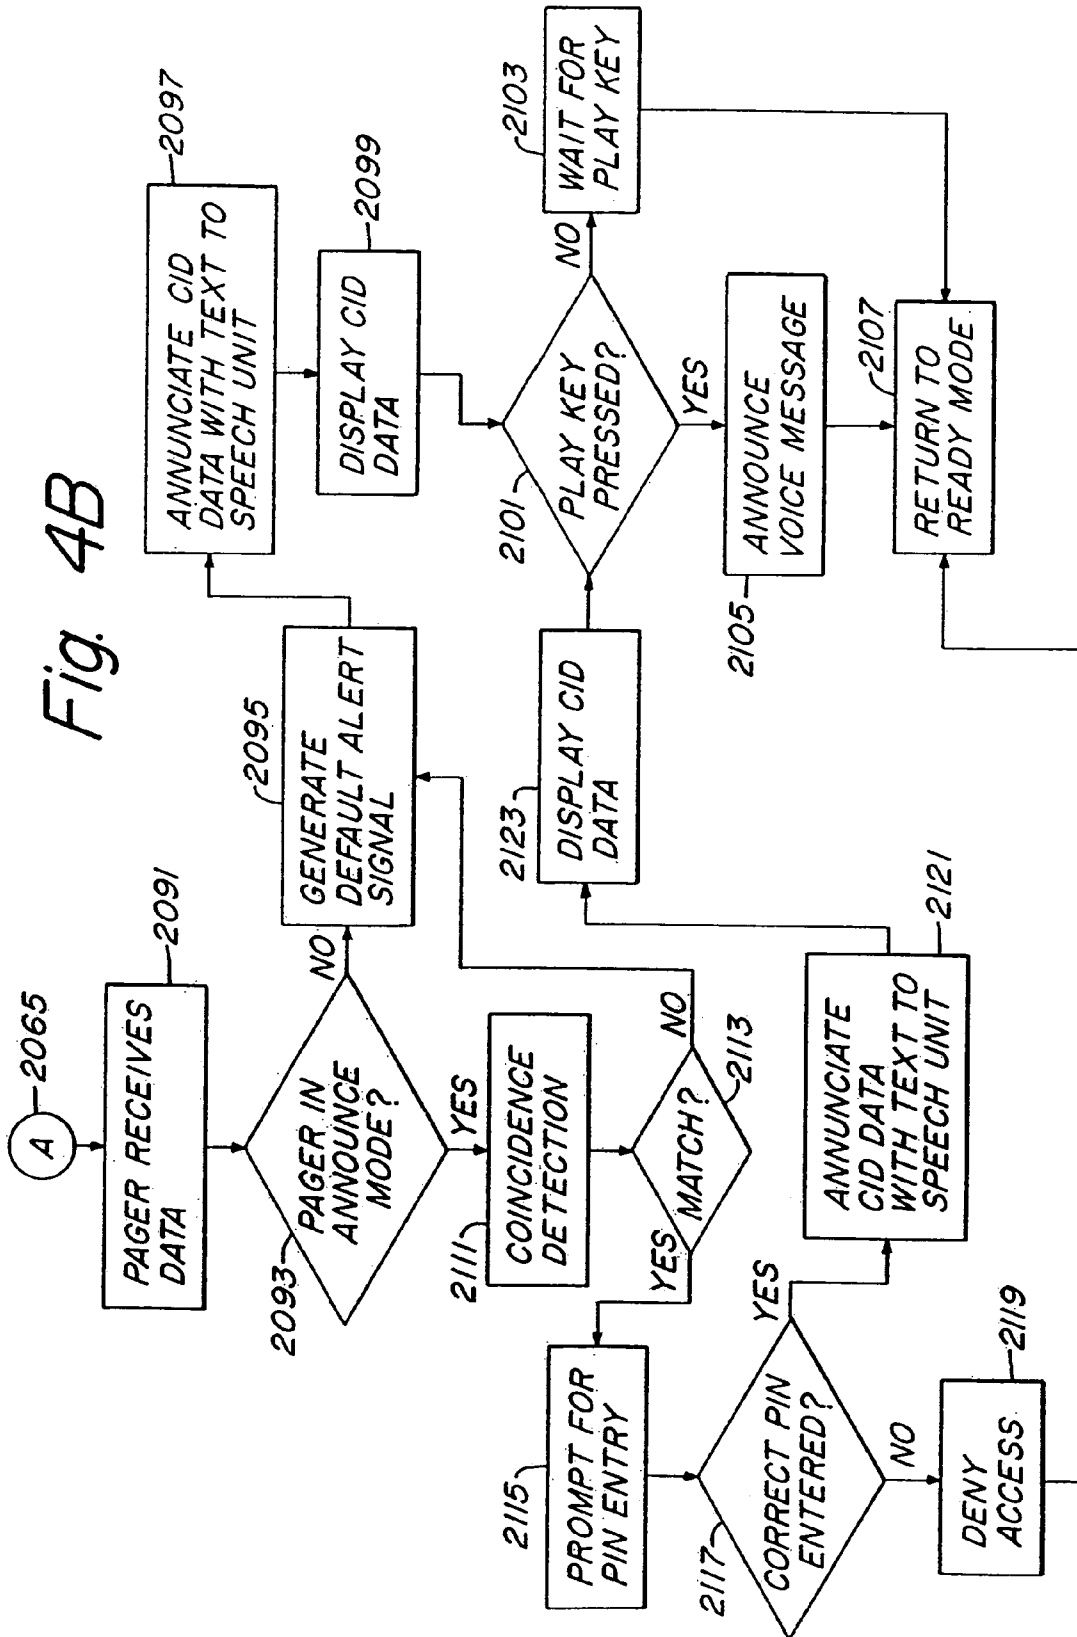 Fig. 4B
A
2065
PAGER RECEIVES
DATA
2091
PAGER IN
ANNOUNCE
MODE?
2093
NO
YES
GENERATE
DEFAULT ALERT
SIGNAL
2095
ANNUNCIATE CID
DATA WITH TEXT TO
SPEECH UNIT
2097
DISPLAY CID
DATA
2099
COINCIDENCE
DETECTION
2111
MATCH?
2113
NO
YES
PROMPT FOR
PIN ENTRY
2115
CORRECT PIN
ENTERED?
2117
YES
NO
DENY
ACCESS
2119
ANNUNCIATE
CID DATA
WITH TEXT TO
SPEECH UNIT
2121
DISPLAY CID
DATA
2123
PLAY KEY
PRESSED?
2101
NO
YES
WAIT FOR
PLAY KEY
2103
ANNOUNCE
VOICE MESSAGE
2105
RETURN TO
READY MODE
2107